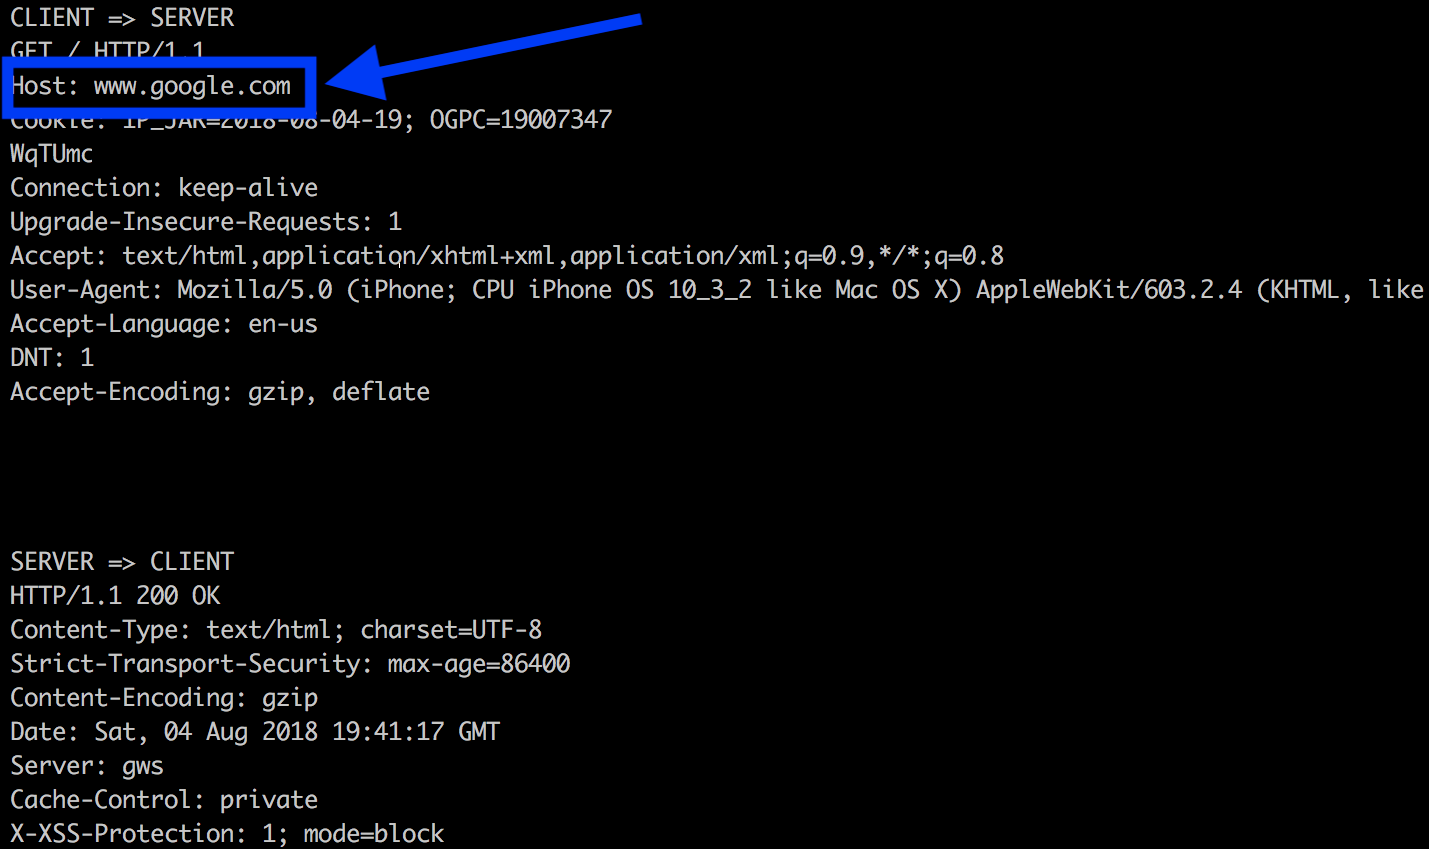 CLIENT => SERVER
GET / HTTP/1.1
Host: www.google.com
Cookie: 1P_JAR=2018-08-04-19; OGPC=19007347
WqTUmc
Connection: keep-alive
Upgrade-Insecure-Requests: 1
Accept: text/html,application/xhtml+xml,application/xml;q=0.9,*/*;q=0.8
User-Agent: Mozilla/5.0 (iPhone; CPU iPhone OS 10_3_2 like Mac OS X) AppleWebKit/603.2.4 (KHTML, like
Accept-Language: en-us
DNT: 1
Accept-Encoding: gzip, deflate
SERVER => CLIENT
HTTP/1.1 200 OK
Content-Type: text/html; charset=UTF-8
Strict-Transport-Security: max-age=86400
Content-Encoding: gzip
Date: Sat, 04 Aug 2018 19:41:17 GMT
Server: gws
Cache-Control: private
X-XSS-Protection: 1; mode=block